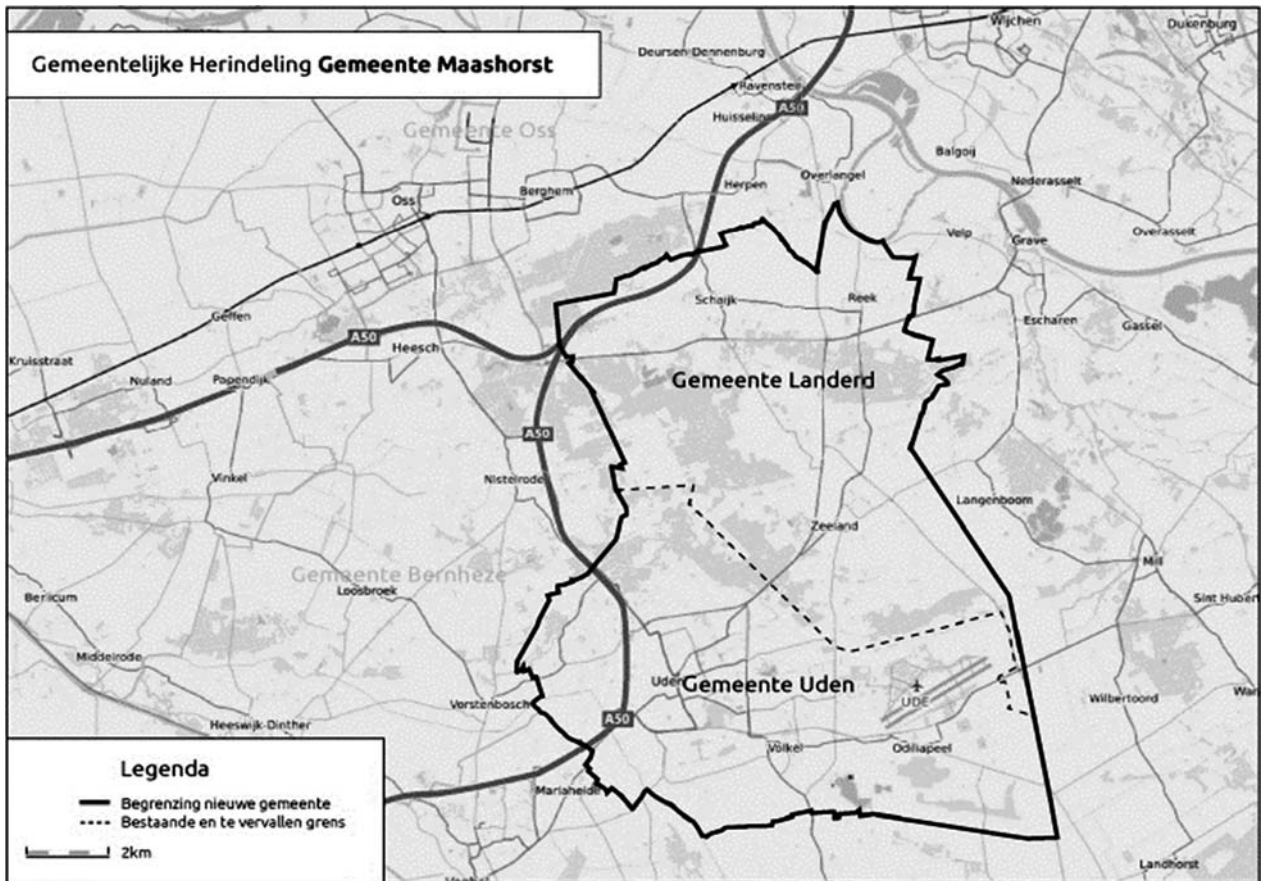 Gemeentelijke Herindeling Gemeente Maashorst
Wijchen
Dukenburg
Deursen-Dennenburg
Ravenstein
A50
Huisseling
Gemeente Oss
Balgoij
Berghem
Herpen
Overlangel
Nederasselt
Oss
Velp
Grave
Overasselt
Schaijk
Reek
Geffen
A50
Escharen
Gassel
Kruisstraat
Heesch
Nuland
Papendijk
Gemeente Landerd
A50
Vinkel
Nistelrode
Langenboom
Zeeland
Mill
Gemeente Bernheze
Loosbroek
Berlicum
Sint Huber
Middelrode
Uden
Gemeente Uden
UDE
Wilbertoord
Wan
Vorstenbosch
Heeswijk-Dinther
A50
Volkel
Odiliapeel
Mariaheide
Landhorst
Legenda
Begrenzing nieuwe gemeente
Bestaande en te vervallen grens
2km